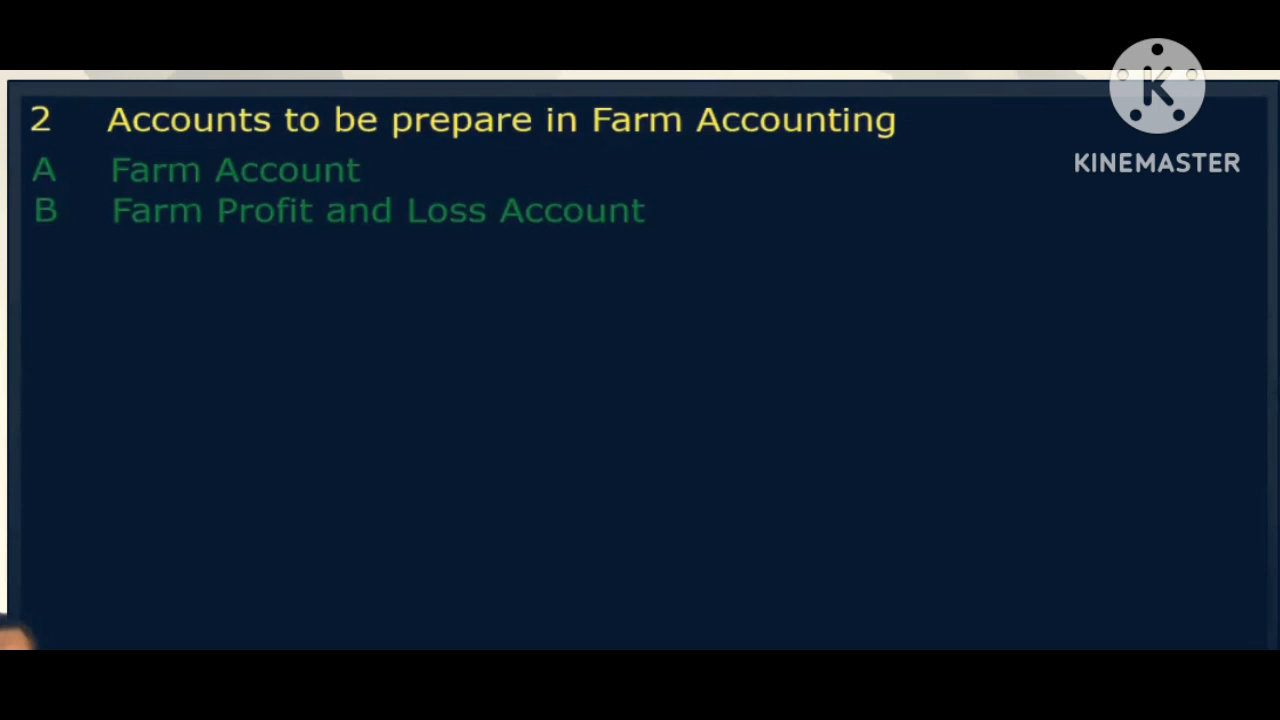 2 Accounts to be prepare in Farm Accounting
A Farm Account
B Farm Profit and Loss Account
K
KINEMASTER